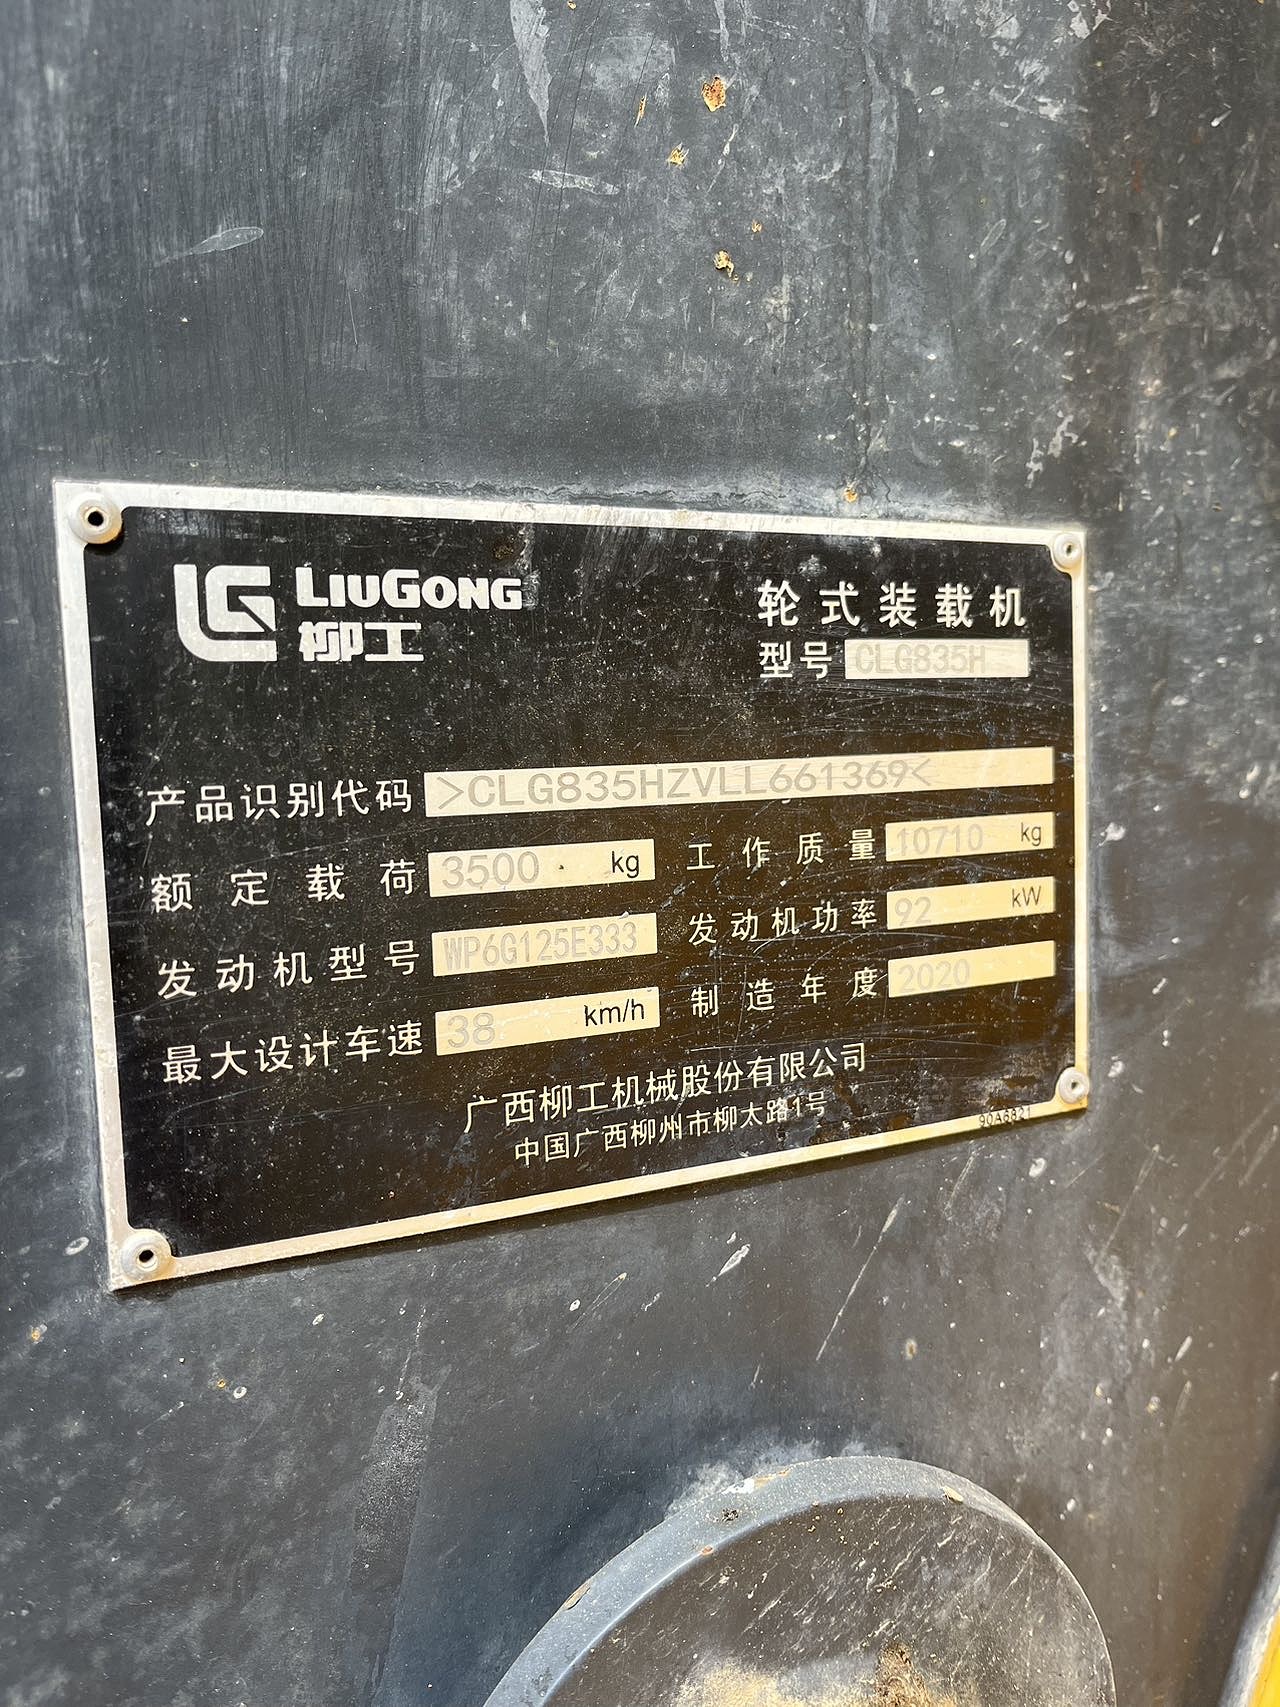 LG LIUGONG
柳工
轮式装载机
型号 CLG835H
产品识别代码 >CLG835HZVLL661369<
额定载荷 3500 kg 工作质量 10710 kg
发动机型号 WP6G125E333 发动机功率 92 kW
最大设计车速 38 km/h 制造年度 2020
广西柳工机械股份有限公司
中国广西柳州市柳太路1号
90A6821